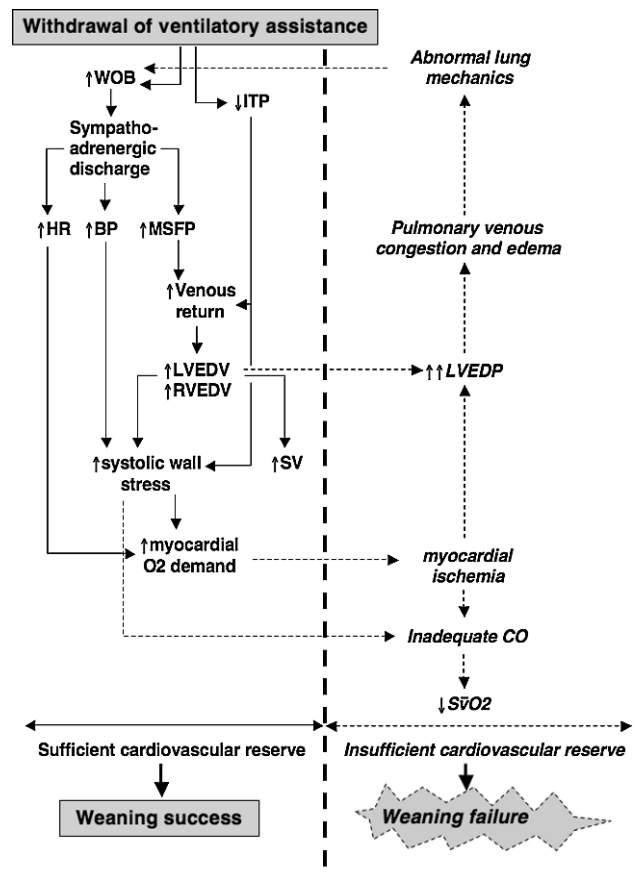 Withdrawal of ventilatory assistance
Abnormal lung
mechanics
↑WOB
↓ITP
Sympatho-
adrenergic
discharge
↑HR ↑BP ↑MSFP
Pulmonary venous
congestion and edema
↑Venous
return
↑LVEDV
↑RVEDV
↑↑LVEDP
↑systolic wall
stress
↑SV
↑myocardial
O2 demand
myocardial
ischemia
Inadequate CO
↓Sv̄O2
Sufficient cardiovascular reserve
Insufficient cardiovascular reserve
Weaning success
Weaning failure